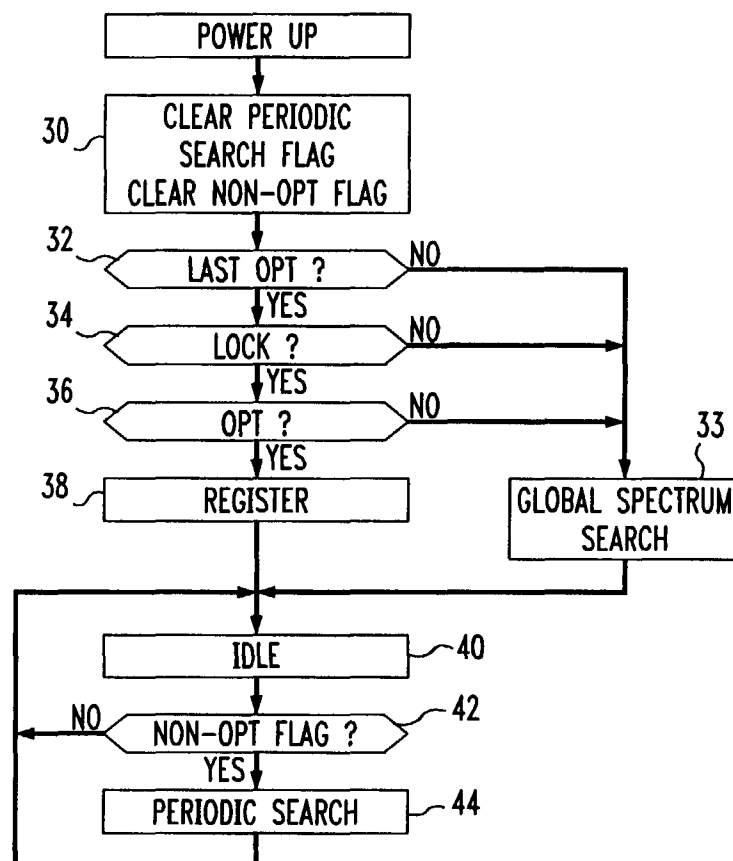 POWER UP
30
CLEAR PERIODIC
SEARCH FLAG
CLEAR NON-OPT FLAG
32
LAST OPT ?
NO
YES
34
LOCK ?
NO
YES
36
OPT ?
NO
YES
33
38
REGISTER
GLOBAL SPECTRUM
SEARCH
IDLE
40
42
NO
NON-OPT FLAG ?
YES
PERIODIC SEARCH
44